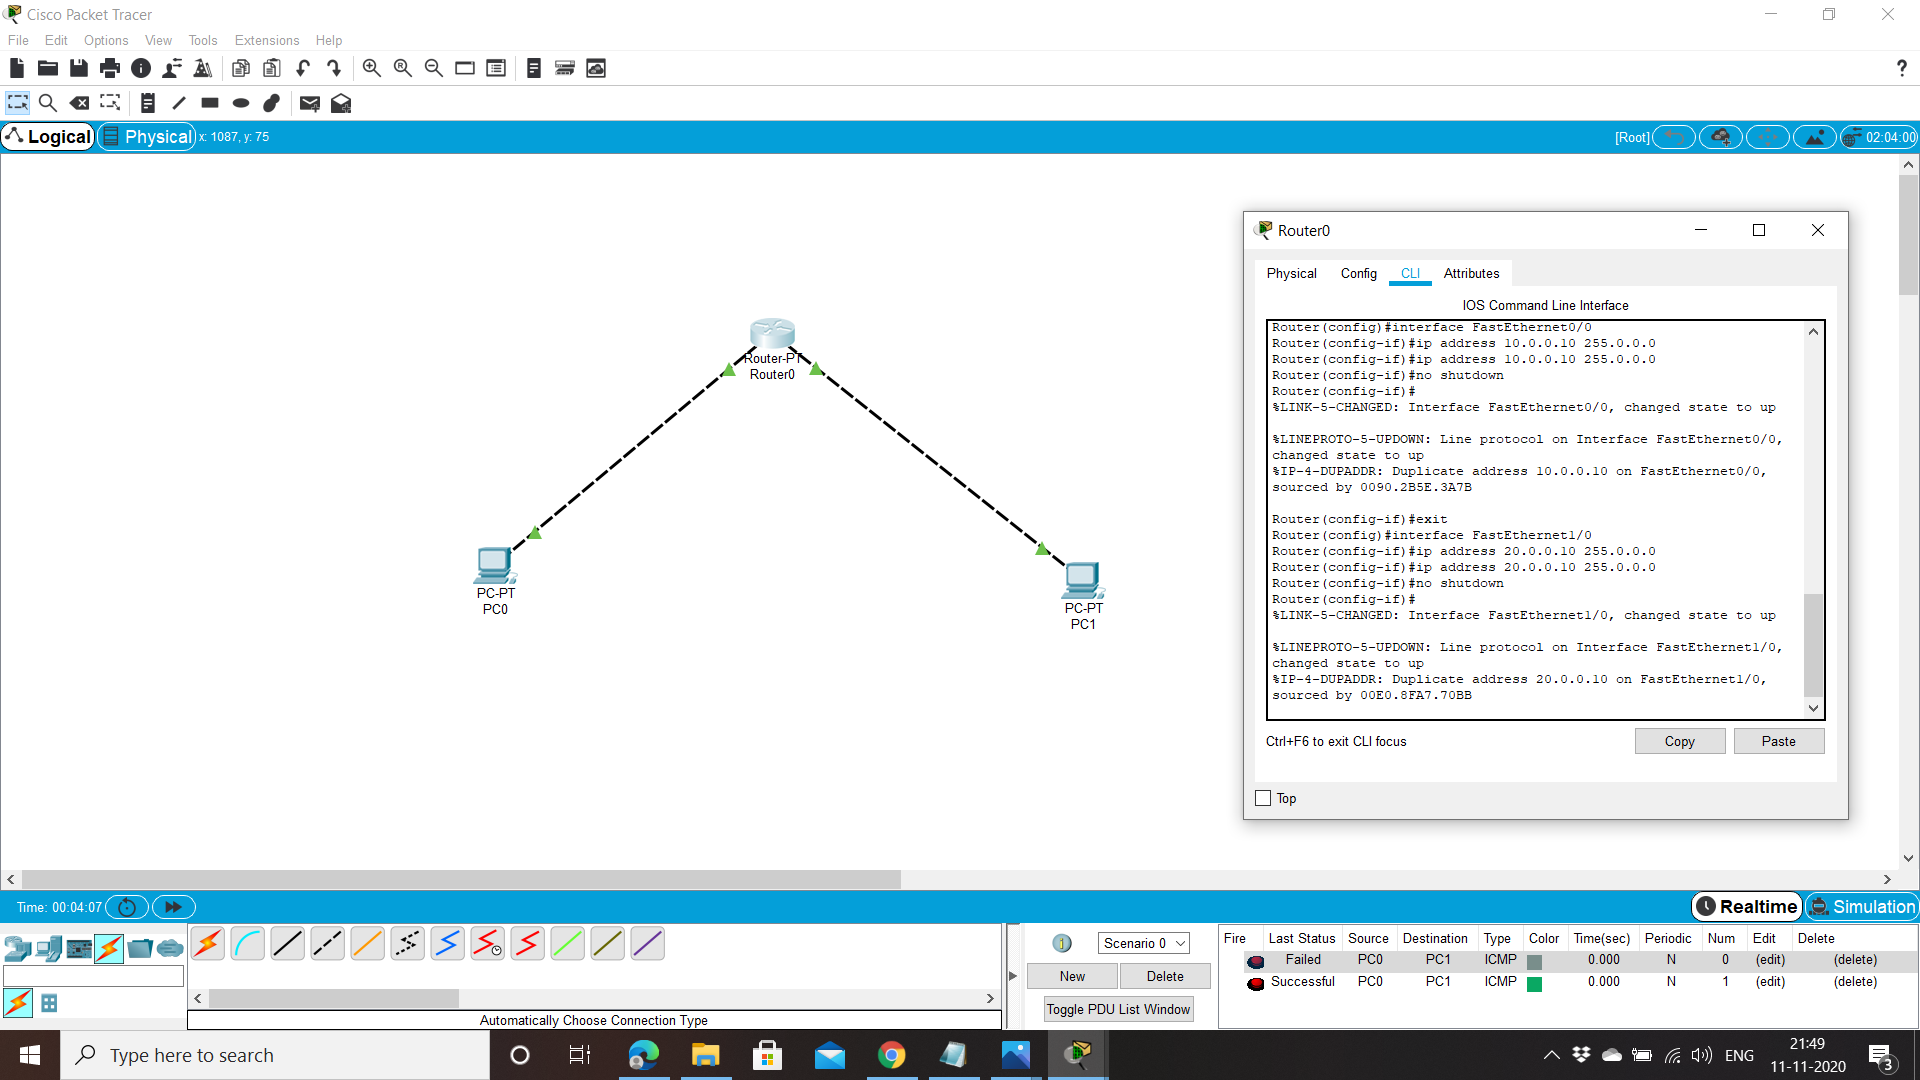 Cisco Packet Tracer
File Edit Options View Tools Extensions Help
Logical Physical x: 1087, y: 75
[Root] 02:04:00
Router-PT
Router0
PC-PT
PC0
PC-PT
PC1
Router0
Physical Config CLI Attributes
IOS Command Line Interface
Router(config)#interface FastEthernet0/0
Router(config-if)#ip address 10.0.0.10 255.0.0.0
Router(config-if)#ip address 10.0.0.10 255.0.0.0
Router(config-if)#no shutdown
Router(config-if)#
%LINK-5-CHANGED: Interface FastEthernet0/0, changed state to up
%LINEPROTO-5-UPDOWN: Line protocol on Interface FastEthernet0/0,
changed state to up
%IP-4-DUPADDR: Duplicate address 10.0.0.10 on FastEthernet0/0,
sourced by 0090.2B5E.3A7B
Router(config-if)#exit
Router(config)#interface FastEthernet1/0
Router(config-if)#ip address 20.0.0.10 255.0.0.0
Router(config-if)#ip address 20.0.0.10 255.0.0.0
Router(config-if)#no shutdown
Router(config-if)#
%LINK-5-CHANGED: Interface FastEthernet1/0, changed state to up
%LINEPROTO-5-UPDOWN: Line protocol on Interface FastEthernet1/0,
changed state to up
%IP-4-DUPADDR: Duplicate address 20.0.0.10 on FastEthernet1/0,
sourced by 00E0.8FA7.70BB
Ctrl+F6 to exit CLI focus
Copy Paste
Top
Time: 00:04:07
Realtime Simulation
Scenario 0
New Delete
Toggle PDU List Window
Fire Last Status Source Destination Type Color Time(sec) Periodic Num Edit Delete
Failed PC0 PC1 ICMP 0.000 N 0 (edit) (delete)
Successful PC0 PC1 ICMP 0.000 N 1 (edit) (delete)
Automatically Choose Connection Type
Type here to search
ENG
21:49
11-11-2020
3